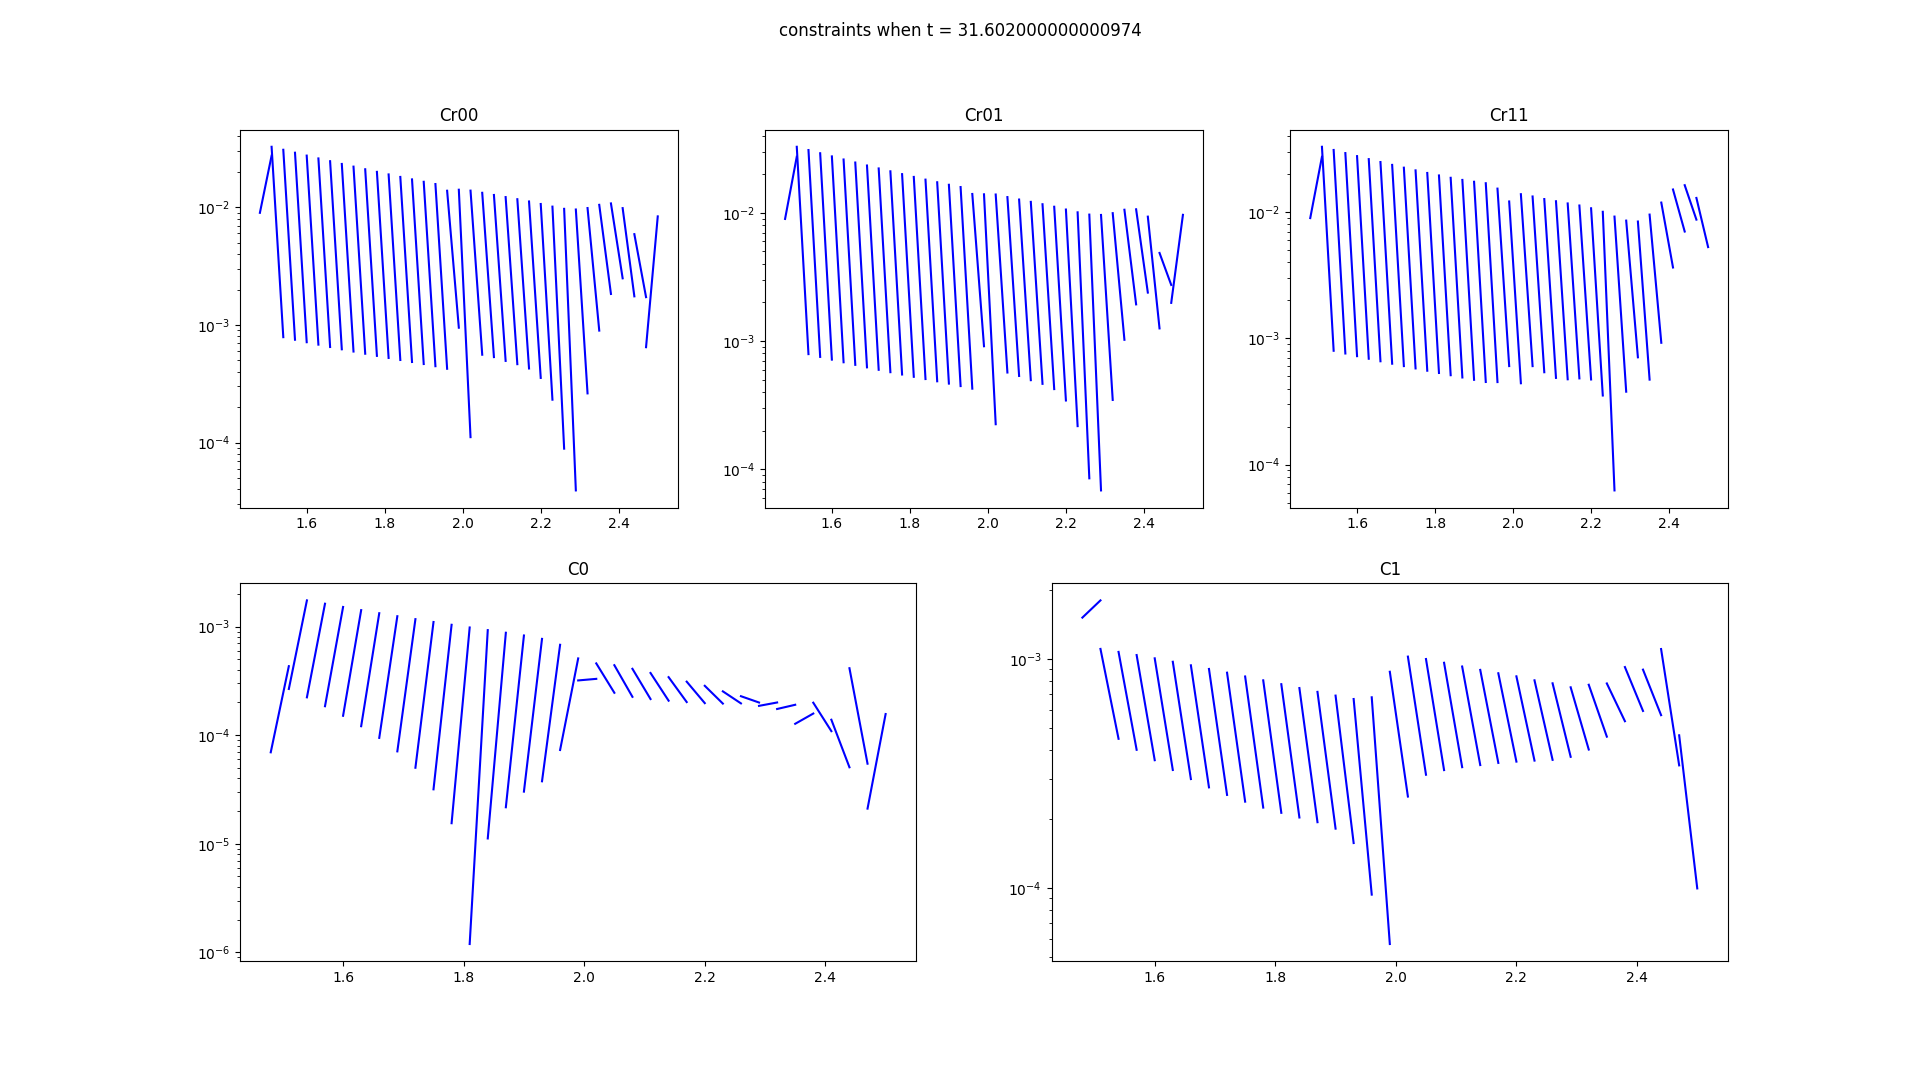 constraints when t = 31.602000000000974
Cr00 Cr01 Cr11
10⁻² 10⁻² 10⁻²
10⁻³ 10⁻³ 10⁻³
10⁻⁴ 10⁻⁴ 10⁻⁴
1.6 1.8 2.0 2.2 2.4 1.6 1.8 2.0 2.2 2.4 1.6 1.8 2.0 2.2 2.4
C0 C1
10⁻³ 10⁻³
10⁻⁴
10⁻⁵ 10⁻⁴
10⁻⁶
1.6 1.8 2.0 2.2 2.4 1.6 1.8 2.0 2.2 2.4